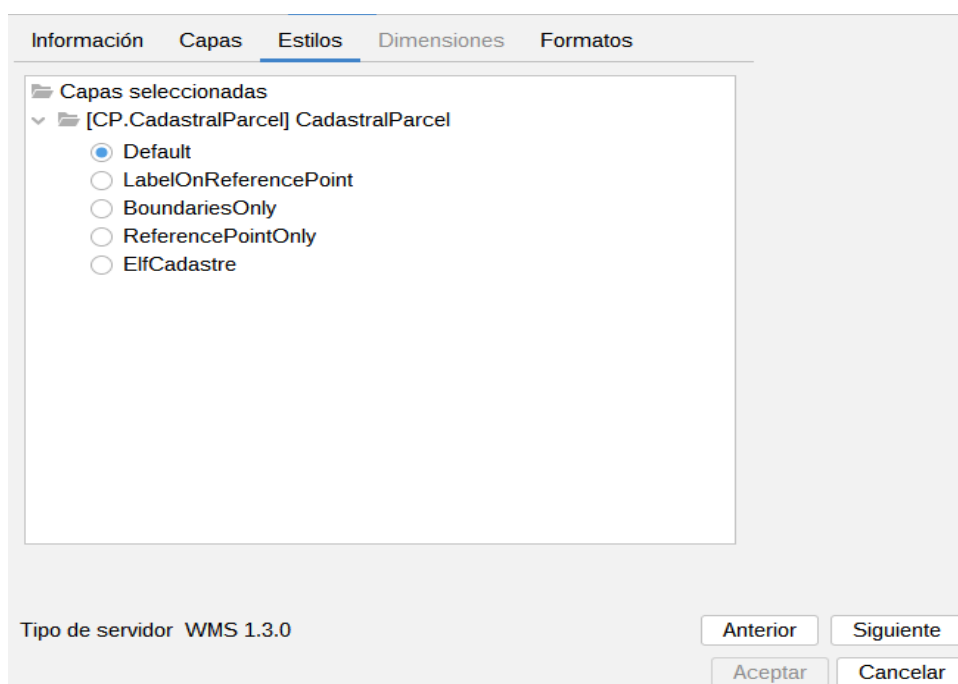 Información Capas Estilos Dimensiones Formatos
Capas seleccionadas
[CP.CadastralParcel] CadastralParcel
Default
LabelOnReferencePoint
BoundariesOnly
ReferencePointOnly
ElfCadastre
Tipo de servidor WMS 1.3.0 Anterior Siguiente
Aceptar Cancelar